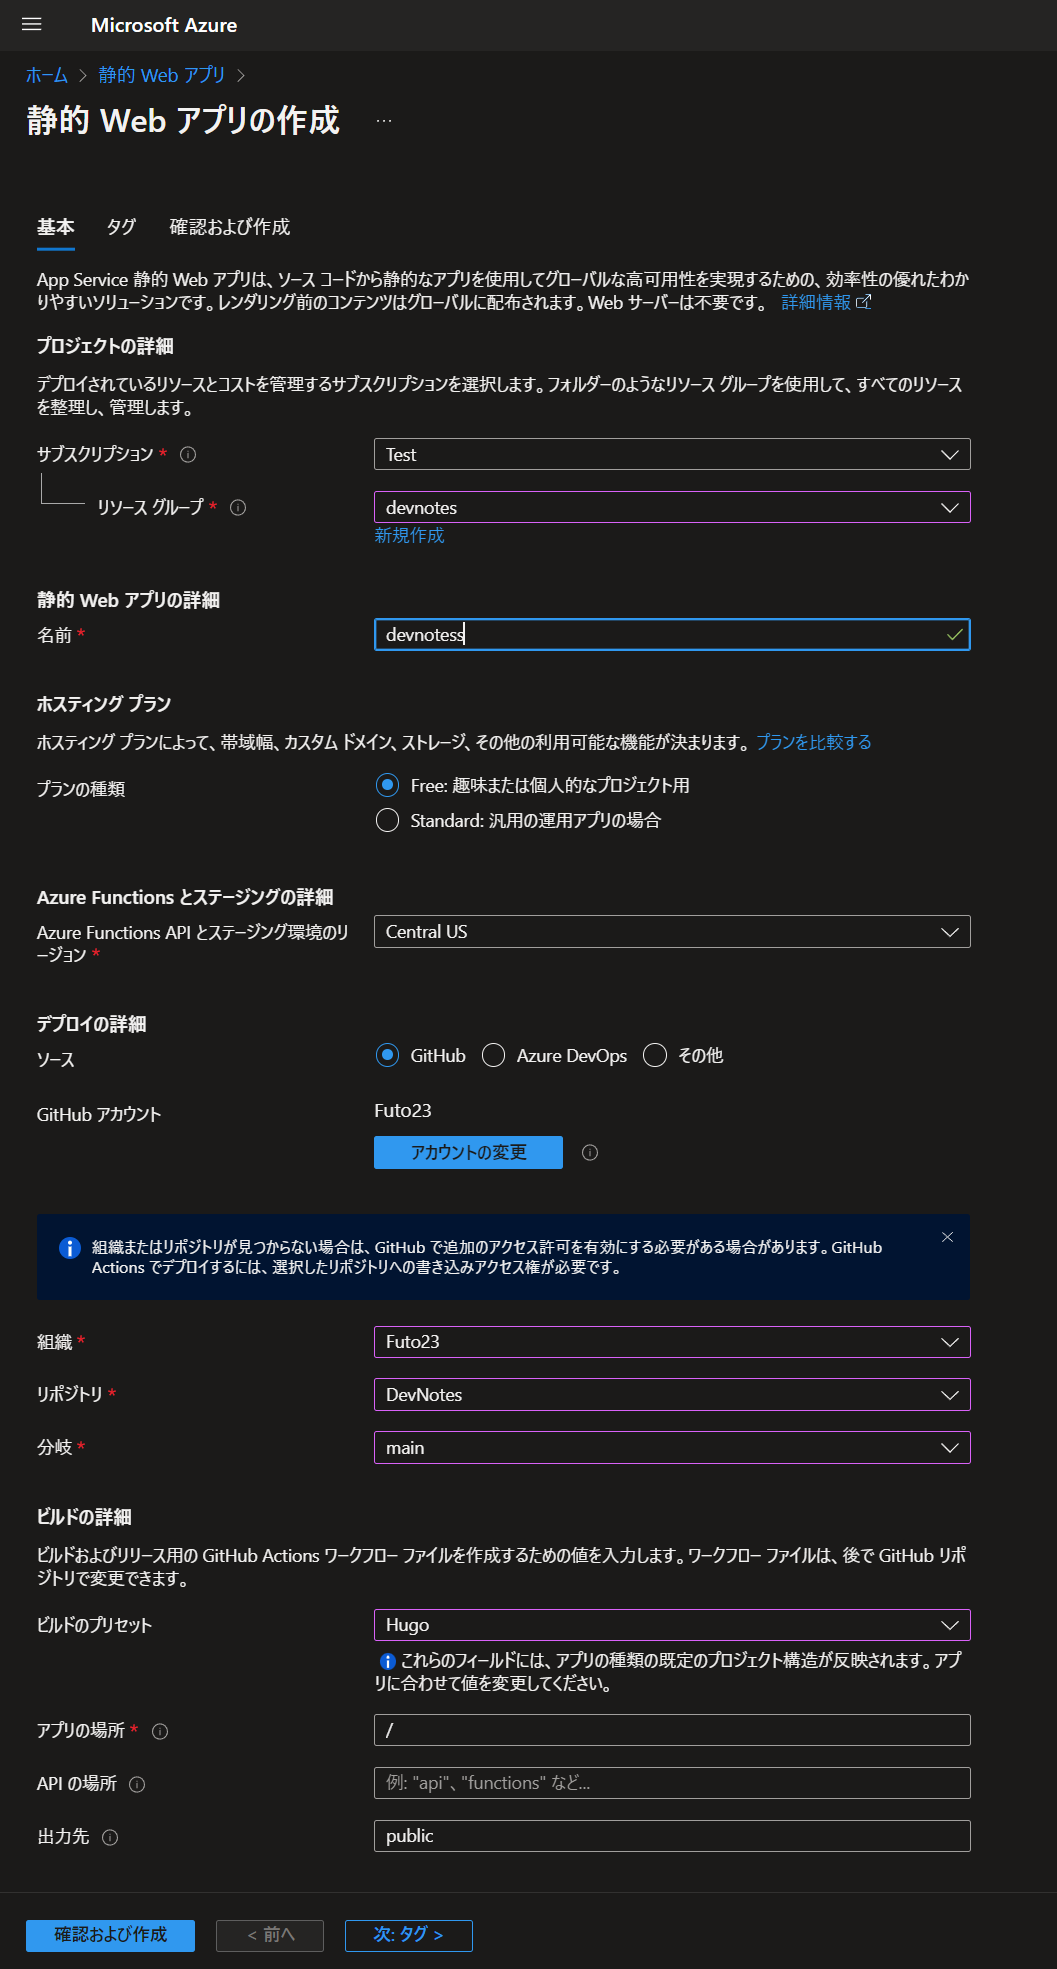 Microsoft Azure
ホーム > 静的 Web アプリ >
静的 Web アプリの作成 …
基本 タグ 確認および作成
App Service 静的 Web アプリは、ソース コードから静的なアプリを使用してグローバルな高可用性を実現するための、効率性の優れたわか
りやすいソリューションです。レンダリング前のコンテンツはグローバルに配布されます。Web サーバーは不要です。 詳細情報
プロジェクトの詳細
デプロイされているリソースとコストを管理するサブスクリプションを選択します。フォルダーのようなリソース グループを使用して、すべてのリソース
を整理し、管理します。
サブスクリプション * Test
リソース グループ * devnotes
新規作成
静的 Web アプリの詳細
名前 * devnotess
ホスティング プラン
ホスティング プランによって、帯域幅、カスタム ドメイン、ストレージ、その他の利用可能な機能が決まります。 プランを比較する
プランの種類 Free: 趣味または個人的なプロジェクト用
Standard: 汎用の運用アプリの場合
Azure Functions とステージングの詳細
Azure Functions API とステージング環境のリ
ージョン * Central US
デプロイの詳細
ソース GitHub Azure DevOps その他
GitHub アカウント Futo23
アカウントの変更
組織またはリポジトリが見つからない場合は、GitHub で追加のアクセス許可を有効にする必要がある場合があります。GitHub
Actions でデプロイするには、選択したリポジトリへの書き込みアクセス権が必要です。
組織 * Futo23
リポジトリ * DevNotes
分岐 * main
ビルドの詳細
ビルドおよびリリース用の GitHub Actions ワークフロー ファイルを作成するための値を入力します。ワークフロー ファイルは、後で GitHub リポ
ジトリで変更できます。
ビルドのプリセット Hugo
これらのフィールドには、アプリの種類の既定のプロジェクト構造が反映されます。アプ
リに合わせて値を変更してください。
アプリの場所 * /
API の場所 例: "api"、"functions" など...
出力先 public
確認および作成 < 前へ 次: タグ >